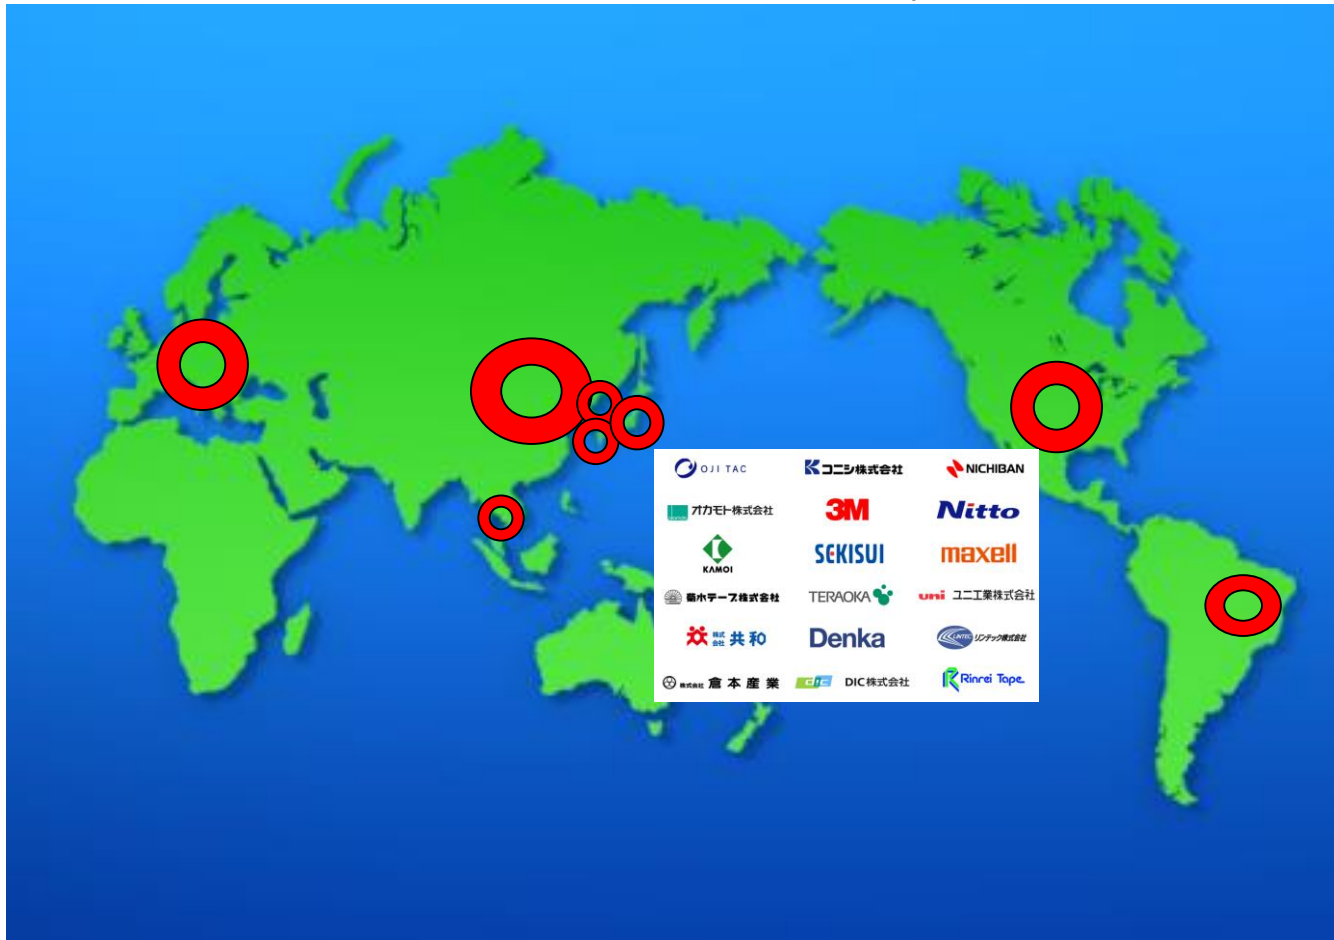 OJI TAC
コニシ株式会社
NICHIBAN
オカモト株式会社
3M
Nitto
KAMOI
SEKISUI
maxell
菊水テープ株式会社
TERAOKA
uni ユニ工業株式会社
株式会社 共和
Denka
LINTEC リンテック株式会社
株式会社 倉本産業
DIC DIC株式会社
Rinrei Tape